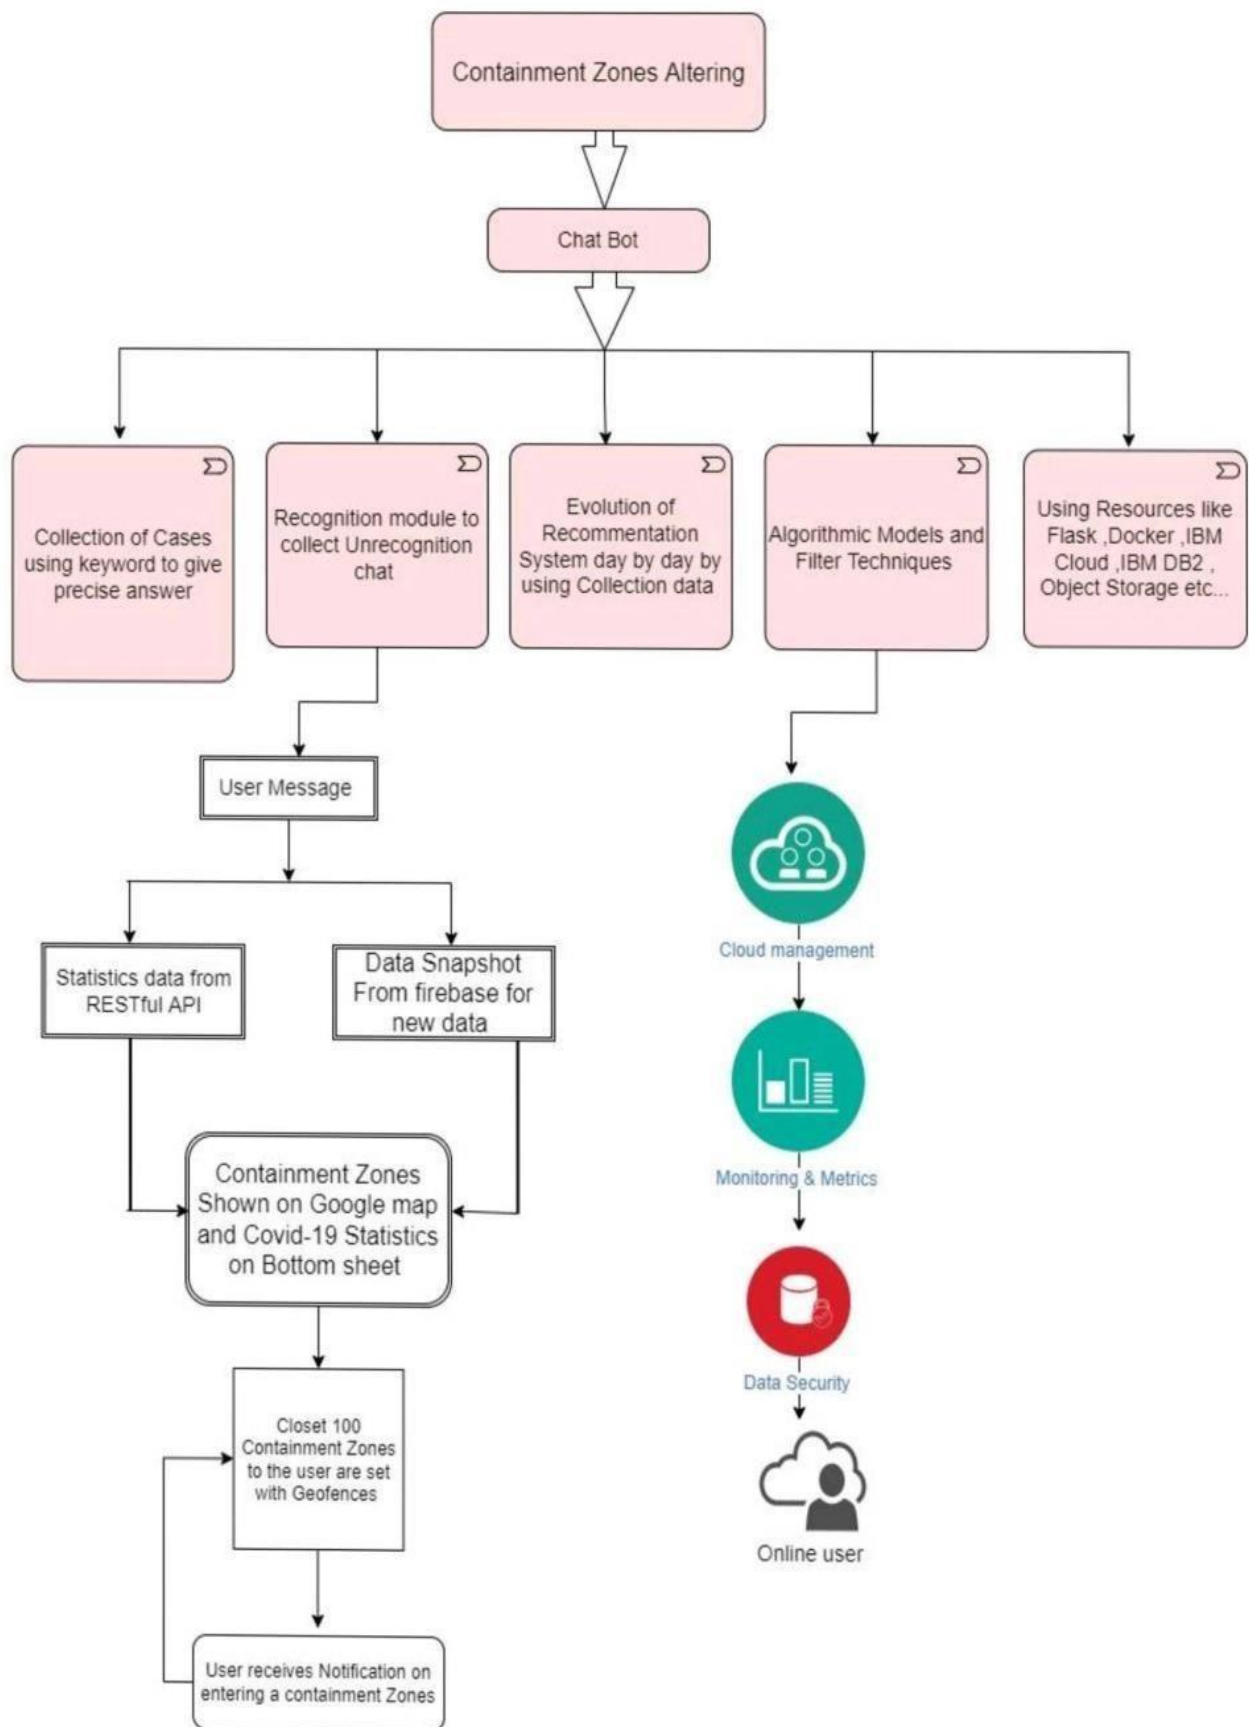 Containment Zones Altering
Chat Bot
Collection of Cases
using keyword to give
precise answer
Recognition module to
collect Unrecognition
chat
Evolution of
Recommentation
System day by day by
using Collection data
Algorithmic Models and
Filter Techniques
Using Resources like
Flask ,Docker ,IBM
Cloud ,IBM DB2 ,
Object Storage etc...
User Message
Statistics data from
RESTful API
Data Snapshot
From firebase for
new data
Containment Zones
Shown on Google map
and Covid-19 Statistics
on Bottom sheet
Closet 100
Containment Zones
to the user are set
with Geofences
User receives Notification on
entering a containment Zones
Cloud management
Monitoring & Metrics
Data Security
Online user